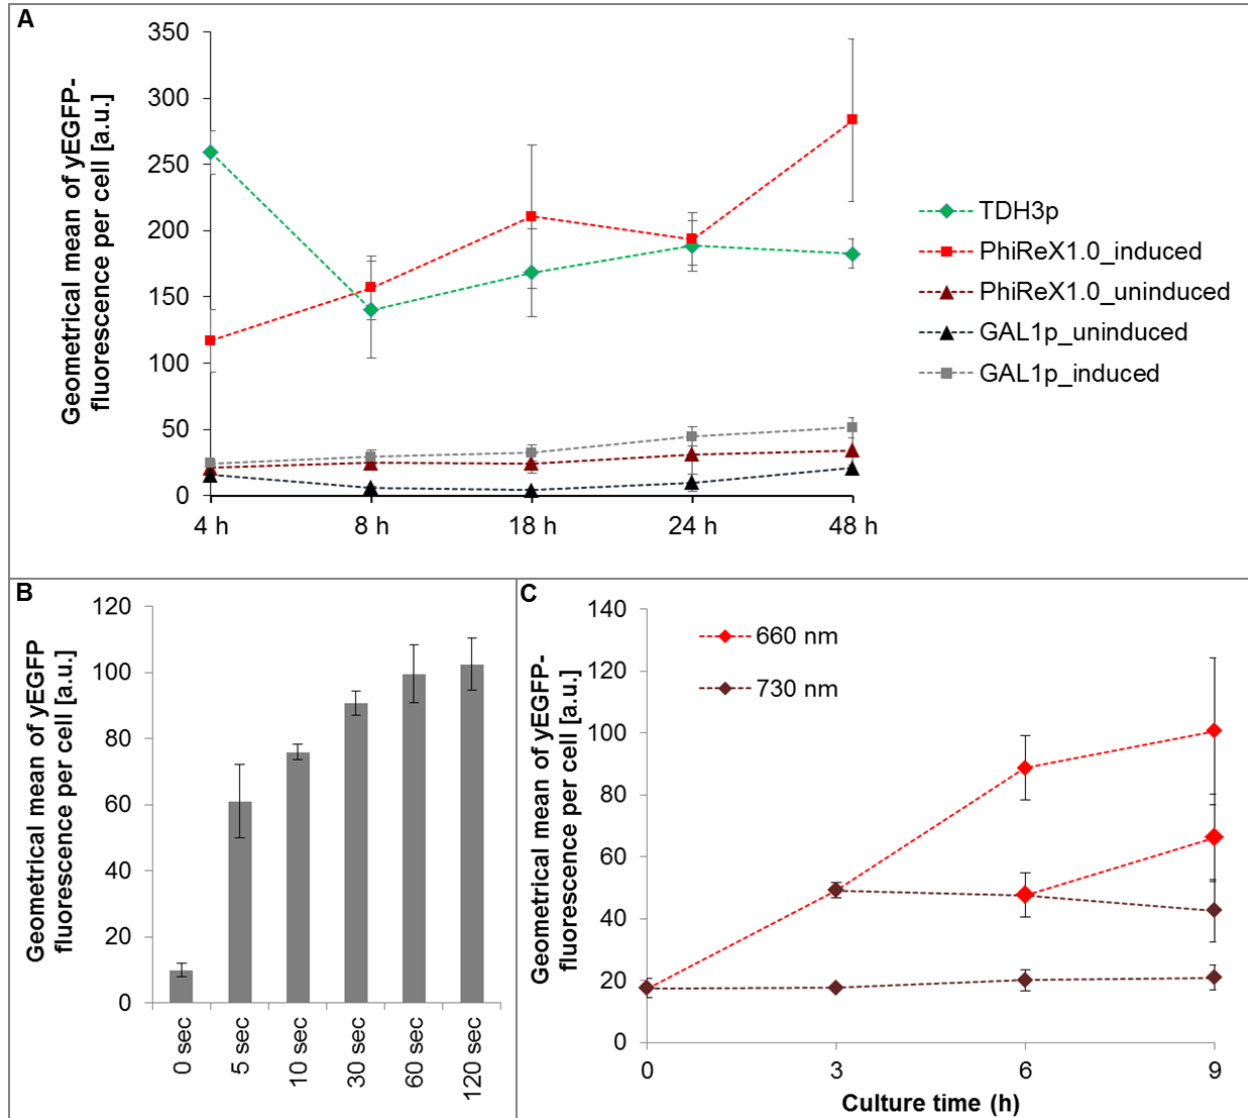 A
Geometrical mean of yEGFP-
fluorescence per cell [a.u.]
350
300
250
200
150
100
50
0
4 h
8 h
18 h
24 h
48 h
TDH3p
PhiReX1.0_induced
PhiReX1.0_uninduced
GAL1p_uninduced
GAL1p_induced
B
Geometrical mean of yEGFP
fluorescence per cell [a.u.]
120
100
80
60
40
20
0
0 sec
5 sec
10 sec
30 sec
60 sec
120 sec
C
Geometrical mean of yEGFP-
fluorescence per cell [a.u.]
140
120
100
80
60
40
20
0
660 nm
730 nm
0
3
6
9
Culture time (h)